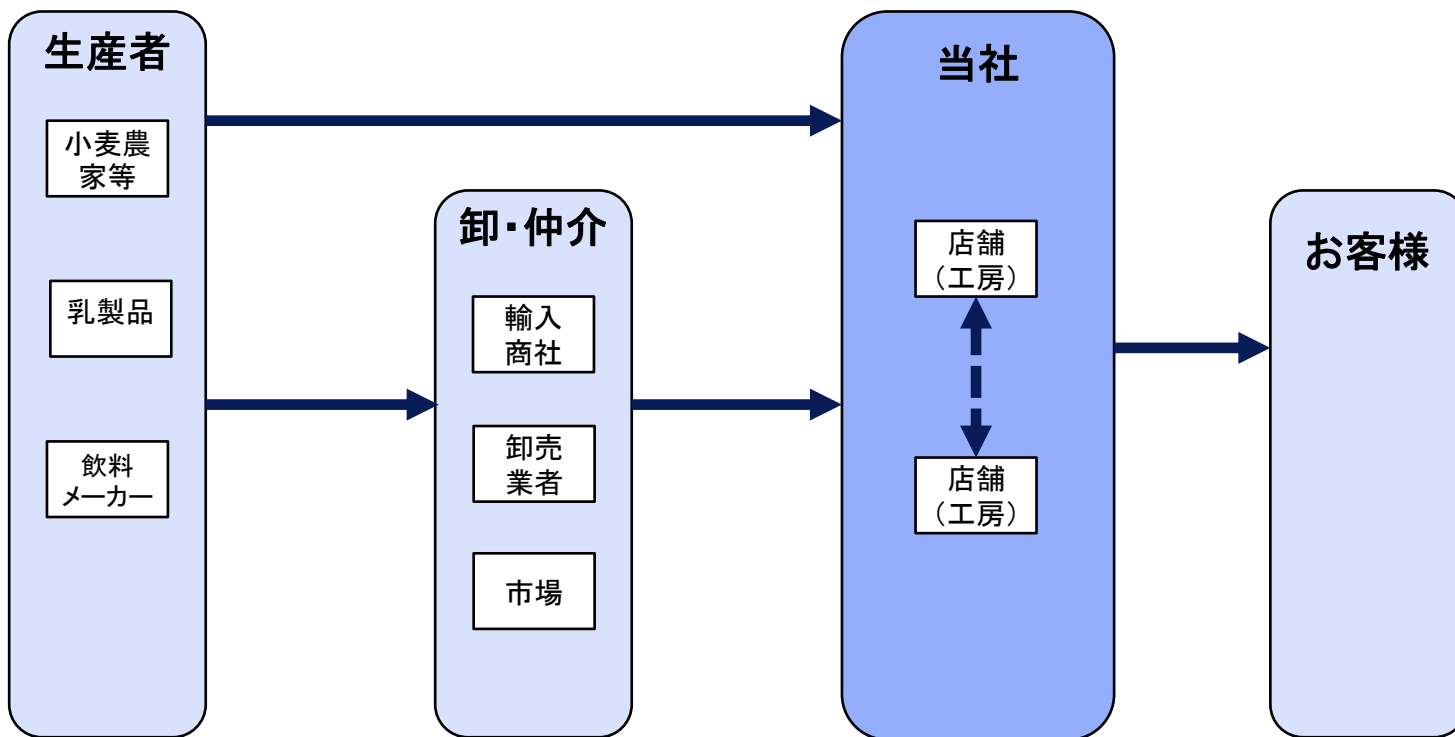 生産者
小麦農
家等
乳製品
飲料
メーカー
卸・仲介
輸入
商社
卸売
業者
市場
当社
店舗
（工房）
店舗
（工房）
お客様